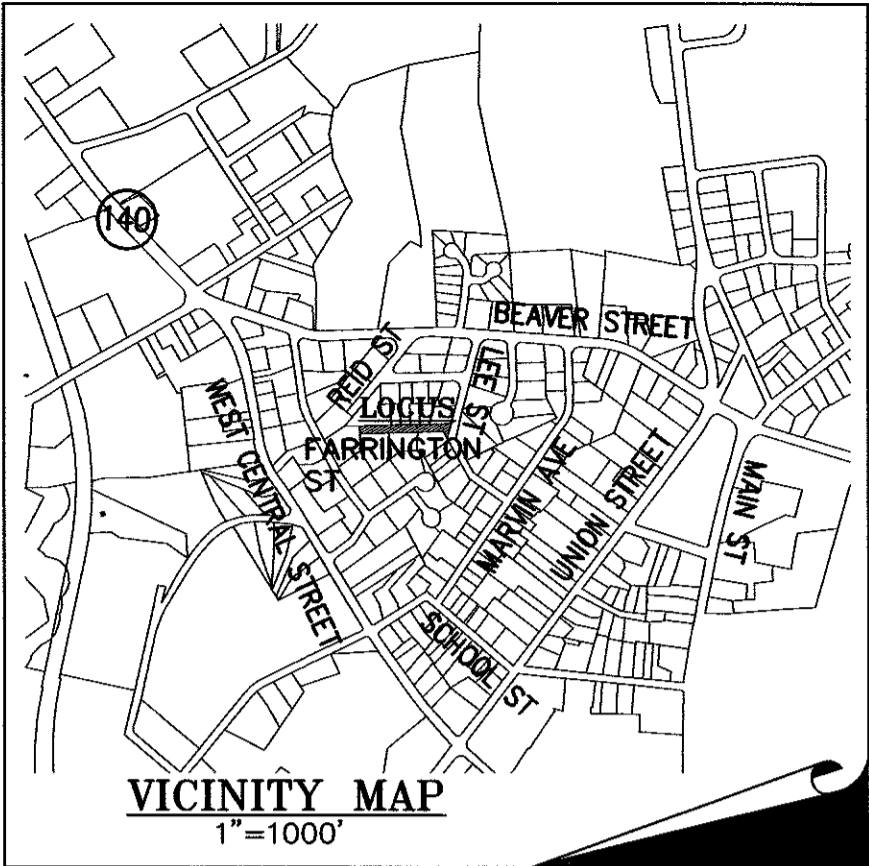 140
BEAVER STREET
REID ST
LEE ST
LOCUS
WEST CENTRAL STREET
FARRINGTON
ST
MARVIN AVE
UNION STREET
MAIN ST
SCHOOL ST
VICINITY MAP
1"=1000'